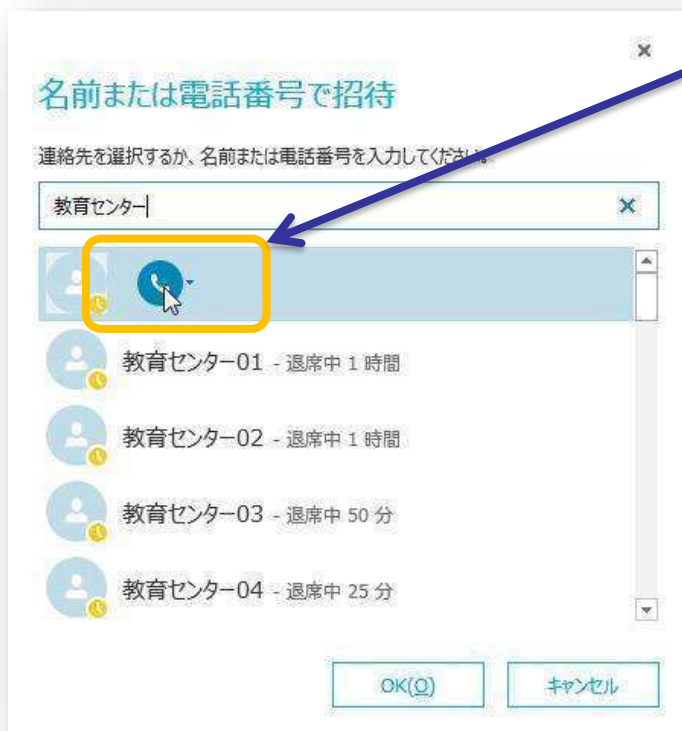 名前または電話番号で招待
連絡先を選択するか、名前または電話番号を入力してください。
教育センター
教育センター01 - 退席中 1 時間
教育センター02 - 退席中 1 時間
教育センター03 - 退席中 50 分
教育センター04 - 退席中 25 分
OK(O) キャンセル